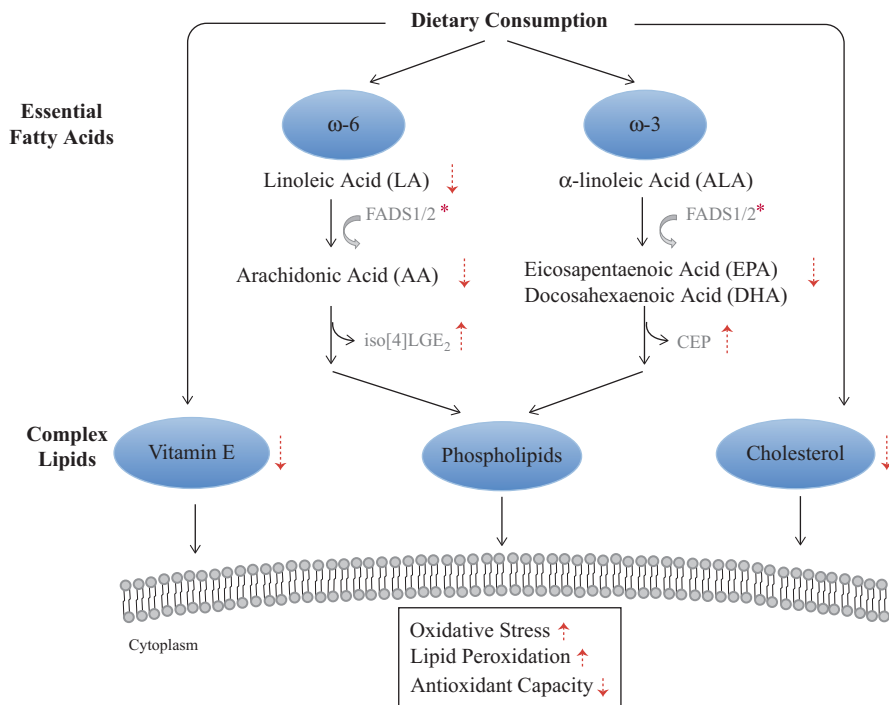 Dietary Consumption
Essential
Fatty Acids
ω-6
ω-3
Linoleic Acid (LA)
α-linoleic Acid (ALA)
FADS1/2 *
FADS1/2 *
Arachidonic Acid (AA)
Eicosapentaenoic Acid (EPA)
Docosahexaenoic Acid (DHA)
iso[4]LGE₂
CEP
Complex
Lipids
Vitamin E
Phospholipids
Cholesterol
Cytoplasm
Oxidative Stress
Lipid Peroxidation
Antioxidant Capacity